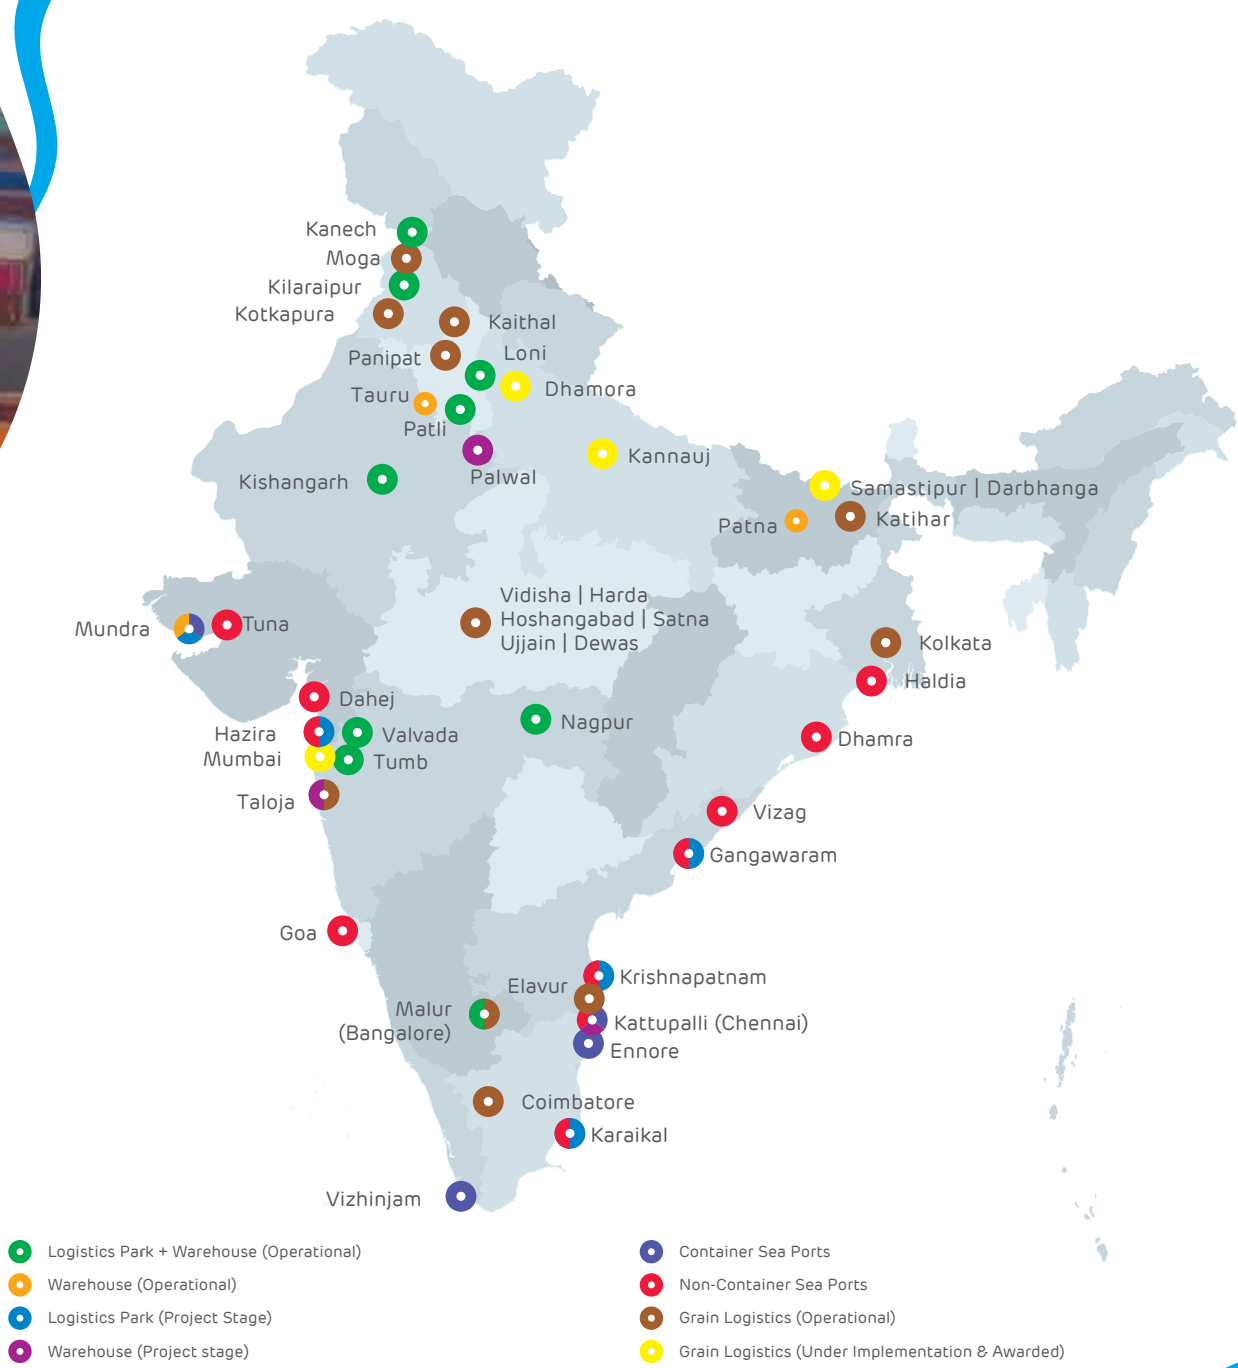 Kanech
Moga
Kilaraipur
Kotkapura
Kaithal
Panipat
Loni
Tauru
Dhamora
Patli
Kannauj
Palwal
Kishangarh
Samastipur | Darbhanga
Patna
Katihar
Vidisha | Harda
Hoshangabad | Satna
Ujjain | Dewas
Mundra
Tuna
Kolkata
Haldia
Dahej
Nagpur
Hazira
Valvada
Dhamra
Mumbai
Tumb
Taloja
Vizag
Gangawaram
Goa
Krishnapatnam
Elavur
Malur
(Bangalore)
Kattupalli (Chennai)
Ennore
Coimbatore
Karaikal
Vizhinjam
Logistics Park + Warehouse (Operational)
Warehouse (Operational)
Logistics Park (Project Stage)
Warehouse (Project stage)
Container Sea Ports
Non-Container Sea Ports
Grain Logistics (Operational)
Grain Logistics (Under Implementation & Awarded)